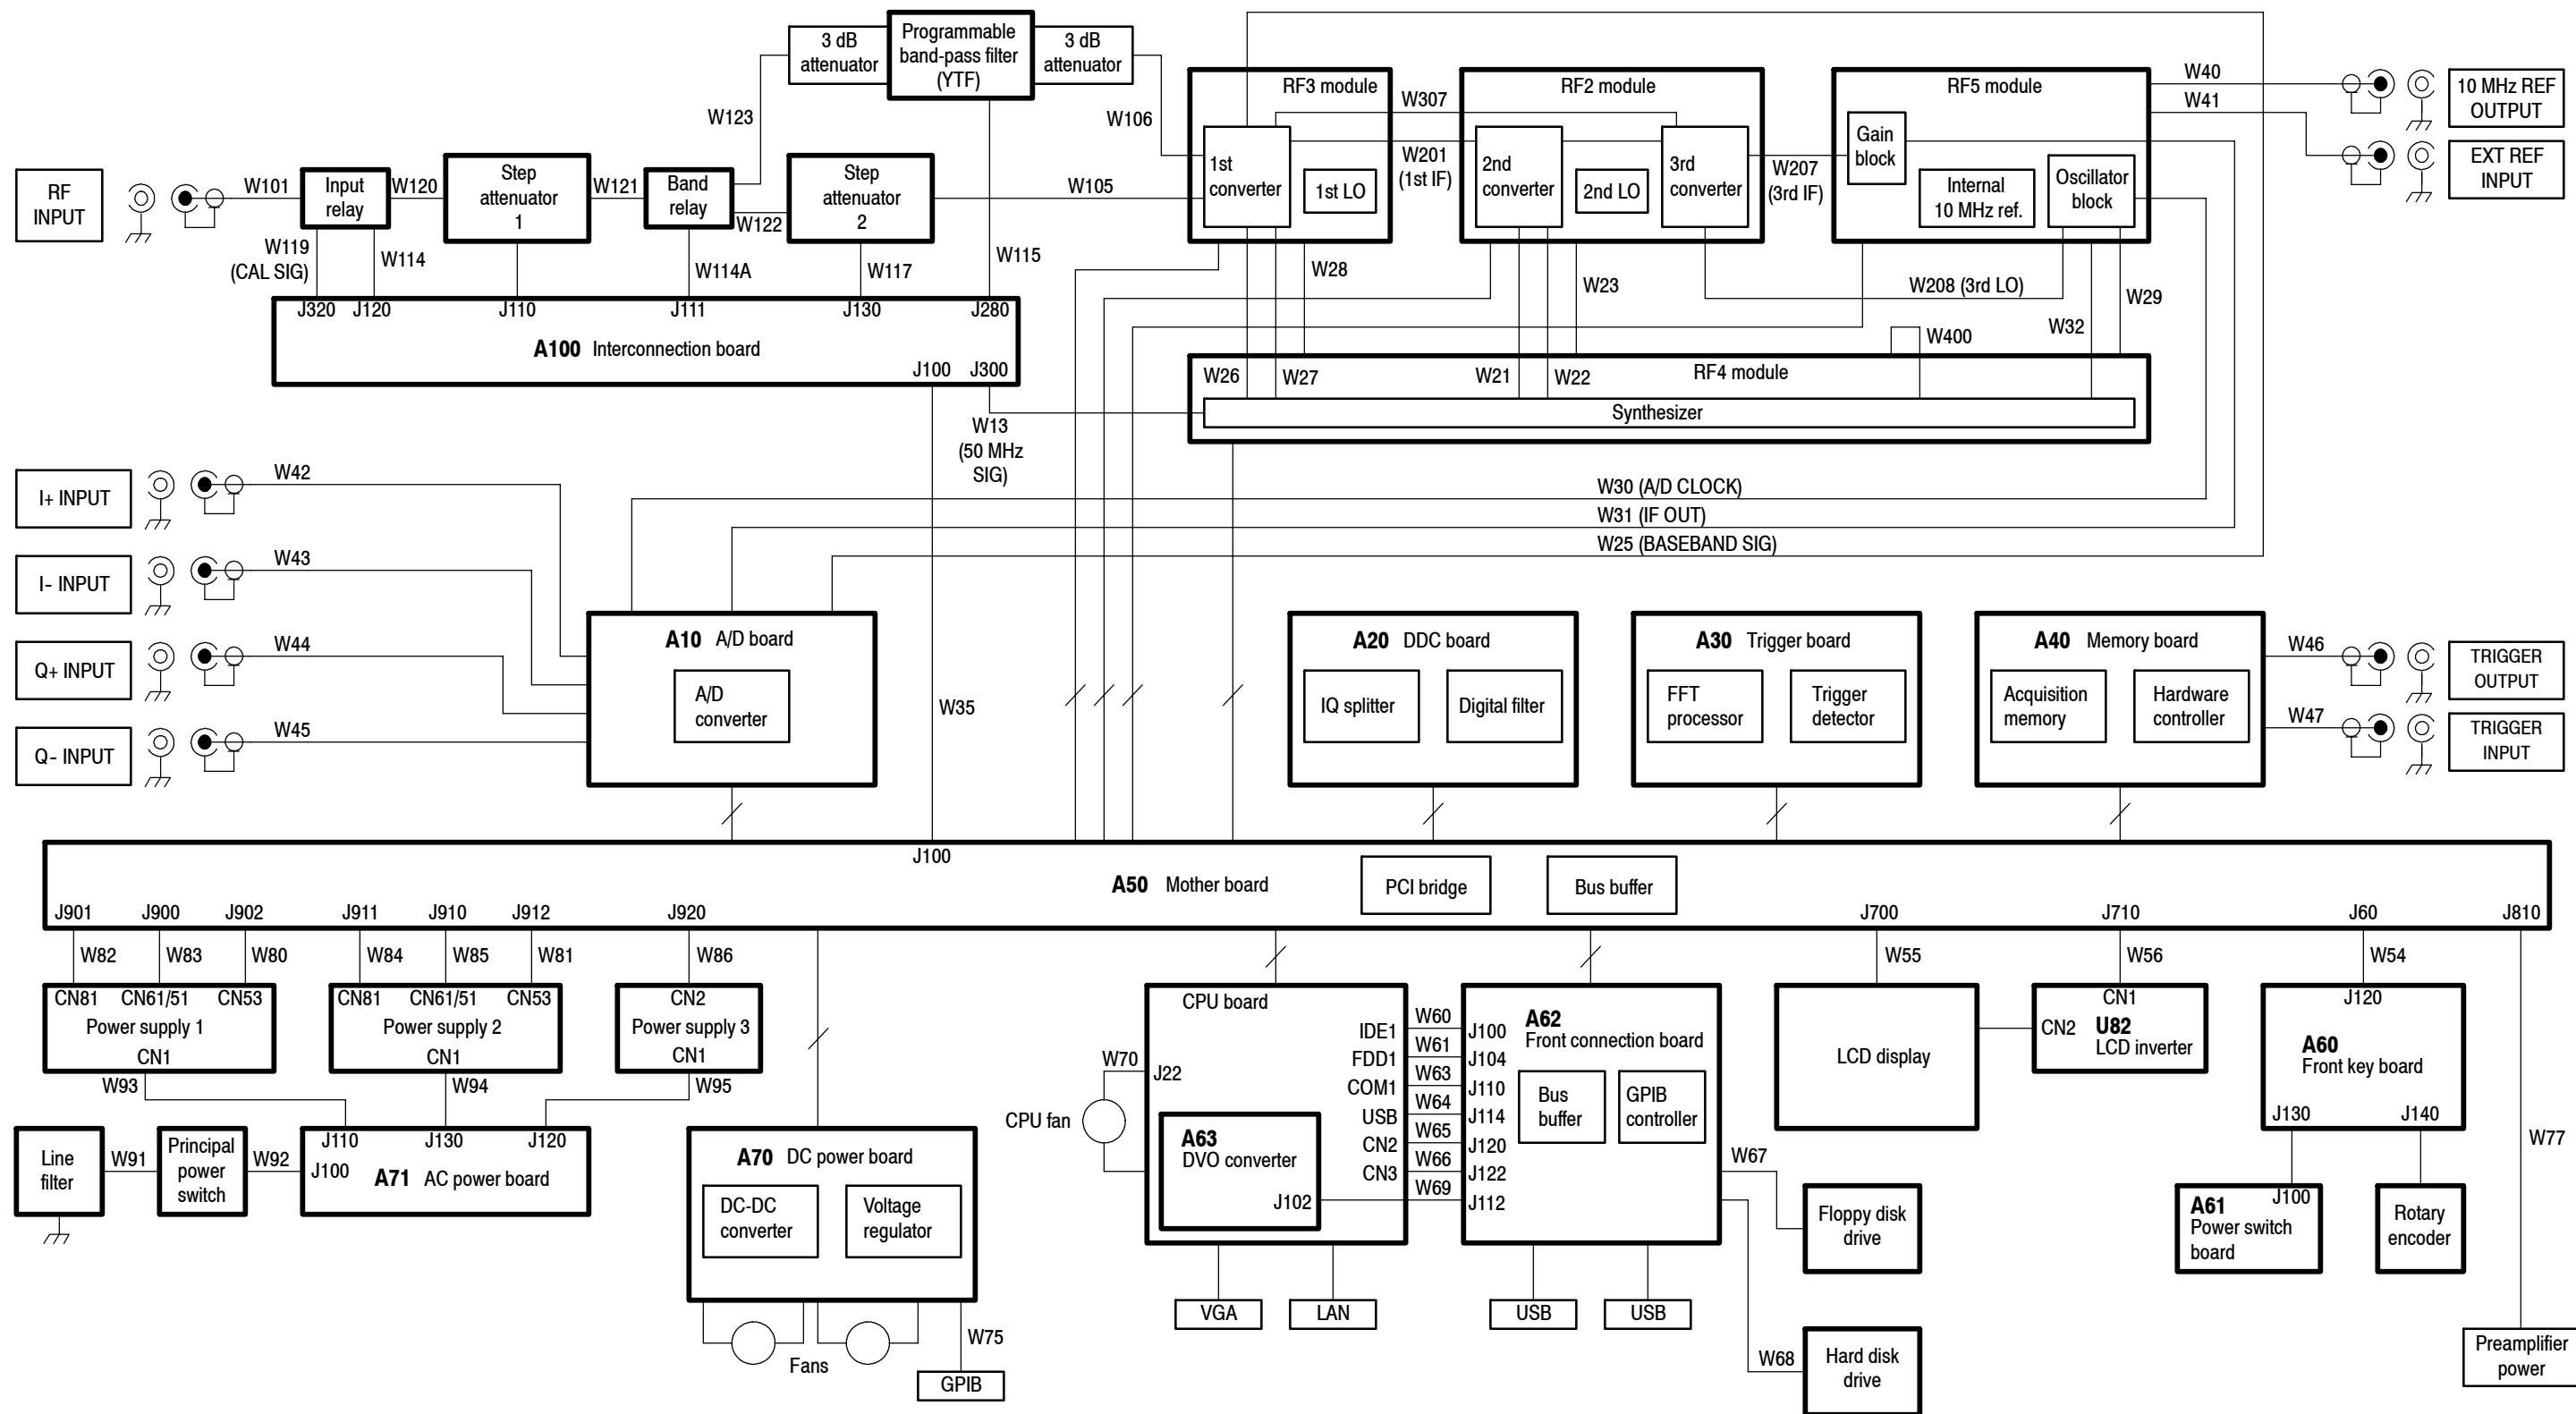 3 dB
attenuator
Programmable
band-pass filter
(YTF)
3 dB
attenuator
W123
W106
RF
INPUT
W101
Input
relay
W120
Step
attenuator
1
W121
Band
relay
W122
Step
attenuator
2
W105
W119
(CAL SIG)
W114
W114A
W117
W115
J320
J120
J110
J111
J130
J280
A100 Interconnection board
J100
J300
W13
(50 MHz
SIG)
RF3 module
1st
converter
1st LO
W307
W201
(1st IF)
RF2 module
2nd
converter
2nd LO
3rd
converter
W207
(3rd IF)
RF5 module
Gain
block
Internal
10 MHz ref.
Oscillator
block
W40
W41
10 MHz REF
OUTPUT
EXT REF
INPUT
W28
W23
W208 (3rd LO)
W29
W32
W400
W26
W27
W21
W22
RF4 module
Synthesizer
W30 (A/D CLOCK)
W31 (IF OUT)
W25 (BASEBAND SIG)
I+ INPUT
W42
I- INPUT
W43
Q+ INPUT
W44
Q- INPUT
W45
A10 A/D board
A/D
converter
W35
A20 DDC board
IQ splitter
Digital filter
A30 Trigger board
FFT
processor
Trigger
detector
A40 Memory board
Acquisition
memory
Hardware
controller
W46
TRIGGER
OUTPUT
W47
TRIGGER
INPUT
J100
A50 Mother board
PCI bridge
Bus buffer
J901
J900
J902
J911
J910
J912
J920
J700
J710
J60
J810
W82
W83
W80
W84
W85
W81
W86
W55
W56
W54
W77
CN81
CN61/51
CN53
Power supply 1
CN1
CN81
CN61/51
CN53
Power supply 2
CN1
CN2
Power supply 3
CN1
W93
W94
W95
Line
filter
W91
Principal
power
switch
W92
J110
J130
J120
J100
A71 AC power board
A70 DC power board
DC-DC
converter
Voltage
regulator
Fans
W75
GPIB
CPU board
W70
J22
CPU fan
IDE1
FDD1
COM1
USB
CN2
CN3
A63
DVO converter
J102
W60
W61
W63
W64
W65
W66
W69
J100
J104
J110
J114
J120
J122
J112
A62
Front connection board
Bus
buffer
GPIB
controller
VGA
LAN
USB
USB
W67
Floppy disk
drive
W68
Hard disk
drive
LCD display
CN1
CN2
U82
LCD inverter
J120
A60
Front key board
J130
J140
J100
A61
Power switch
board
Rotary
encoder
Preamplifier
power